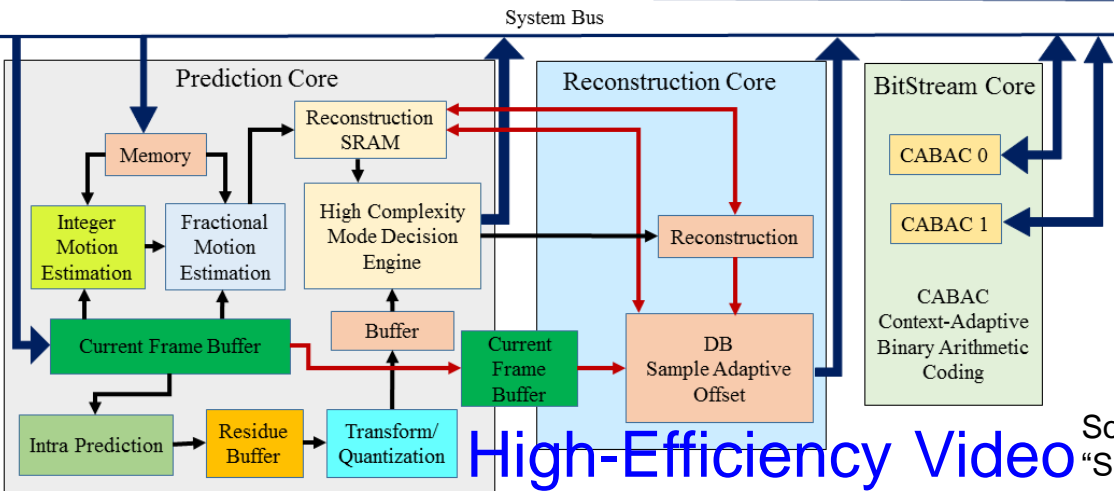 System Bus
Prediction Core
Reconstruction
SRAM
Memory
Integer
Motion
Estimation
Fractional
Motion
Estimation
High Complexity
Mode Decision
Engine
Current Frame Buffer
Buffer
Intra Prediction
Residue
Buffer
Transform/
Quantization
Current
Frame
Buffer
Reconstruction Core
Reconstruction
DB
Sample Adaptive
Offset
BitStream Core
CABAC 0
CABAC 1
CABAC
Context-Adaptive
Binary Arithmetic
Coding
High-Efficiency Video